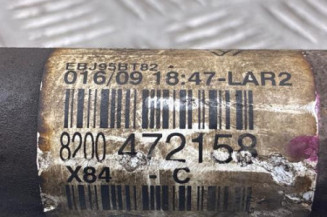 EBJ95BT82 -
016/09 18:47-LAR2
8200 472158
X84 - C